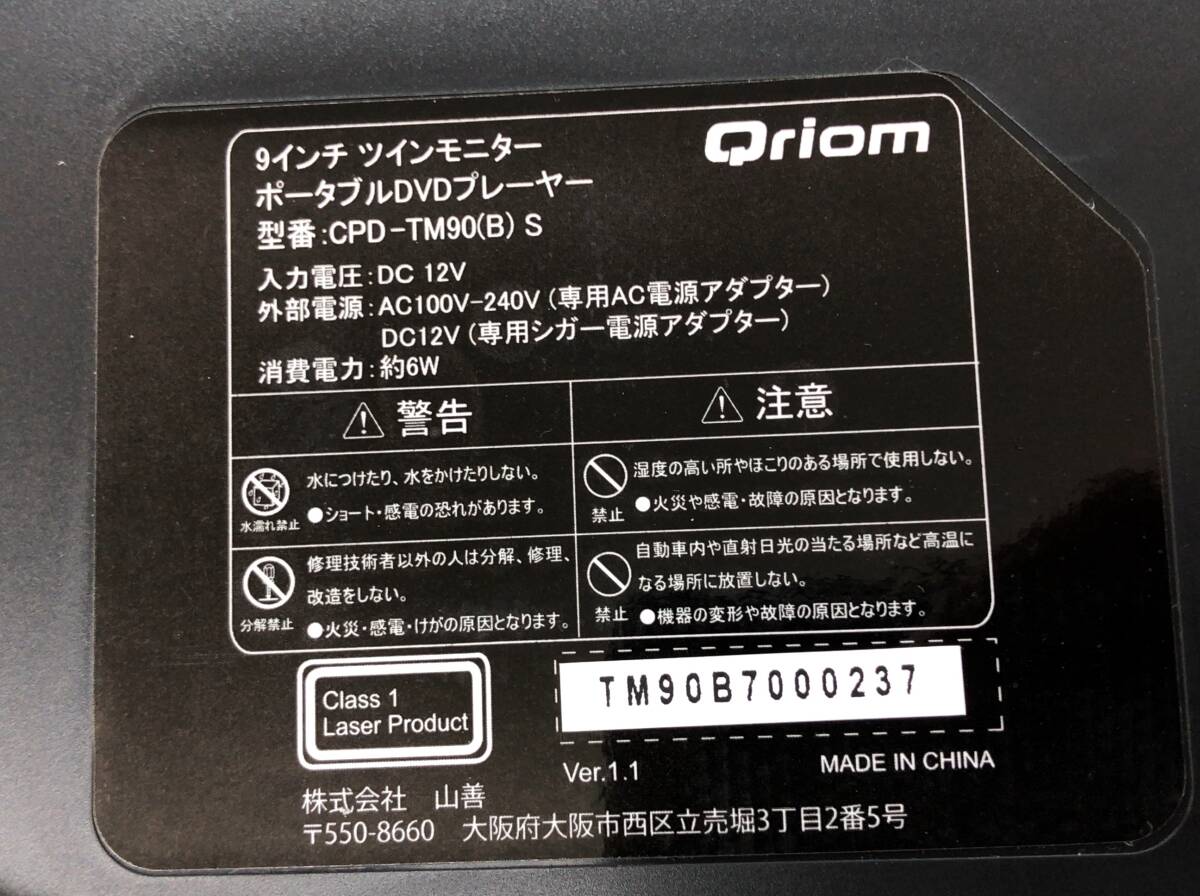 Qriom
9インチ ツインモニター
ポータブルDVDプレーヤー
型番:CPD-TM90(B) S
入力電圧:DC 12V
外部電源:AC100V-240V (専用AC電源アダプター)
DC12V (専用シガー電源アダプター)
消費電力:約6W
警告
水濡れ禁止
水につけたり、水をかけたりしない。
●ショート・感電の恐れがあります。
分解禁止
修理技術者以外の人は分解、修理、
改造をしない。
●火災・感電・けがの原因となります。
注意
禁止
湿度の高い所やほこりのある場所で使用しない。
●火災や感電・故障の原因となります。
禁止
自動車内や直射日光の当たる場所など高温に
なる場所に放置しない。
●機器の変形や故障の原因となります。
Class 1
Laser Product
TM90B7000237
Ver.1.1
MADE IN CHINA
株式会社 山善
〒550-8660 大阪府大阪市西区立売堀3丁目2番5号